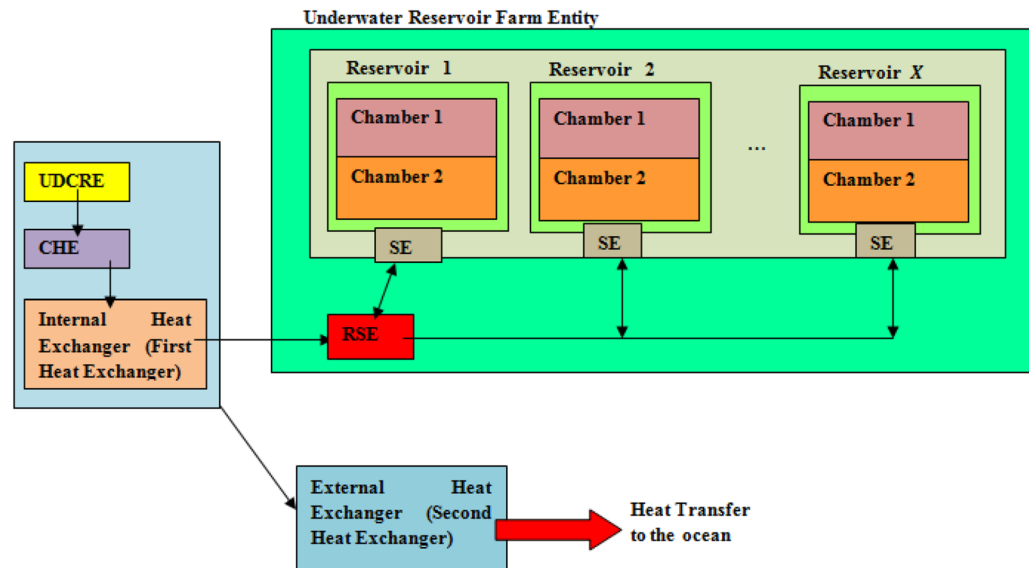 Underwater Reservoir Farm Entity
Reservoir 1
Reservoir 2
Reservoir X
Chamber 1
Chamber 2
SE
Chamber 1
Chamber 2
SE
...
Chamber 1
Chamber 2
SE
UDCRE
CHE
Internal Heat
Exchanger (First
Heat Exchanger)
RSE
External Heat
Exchanger (Second
Heat Exchanger)
Heat Transfer
to the ocean